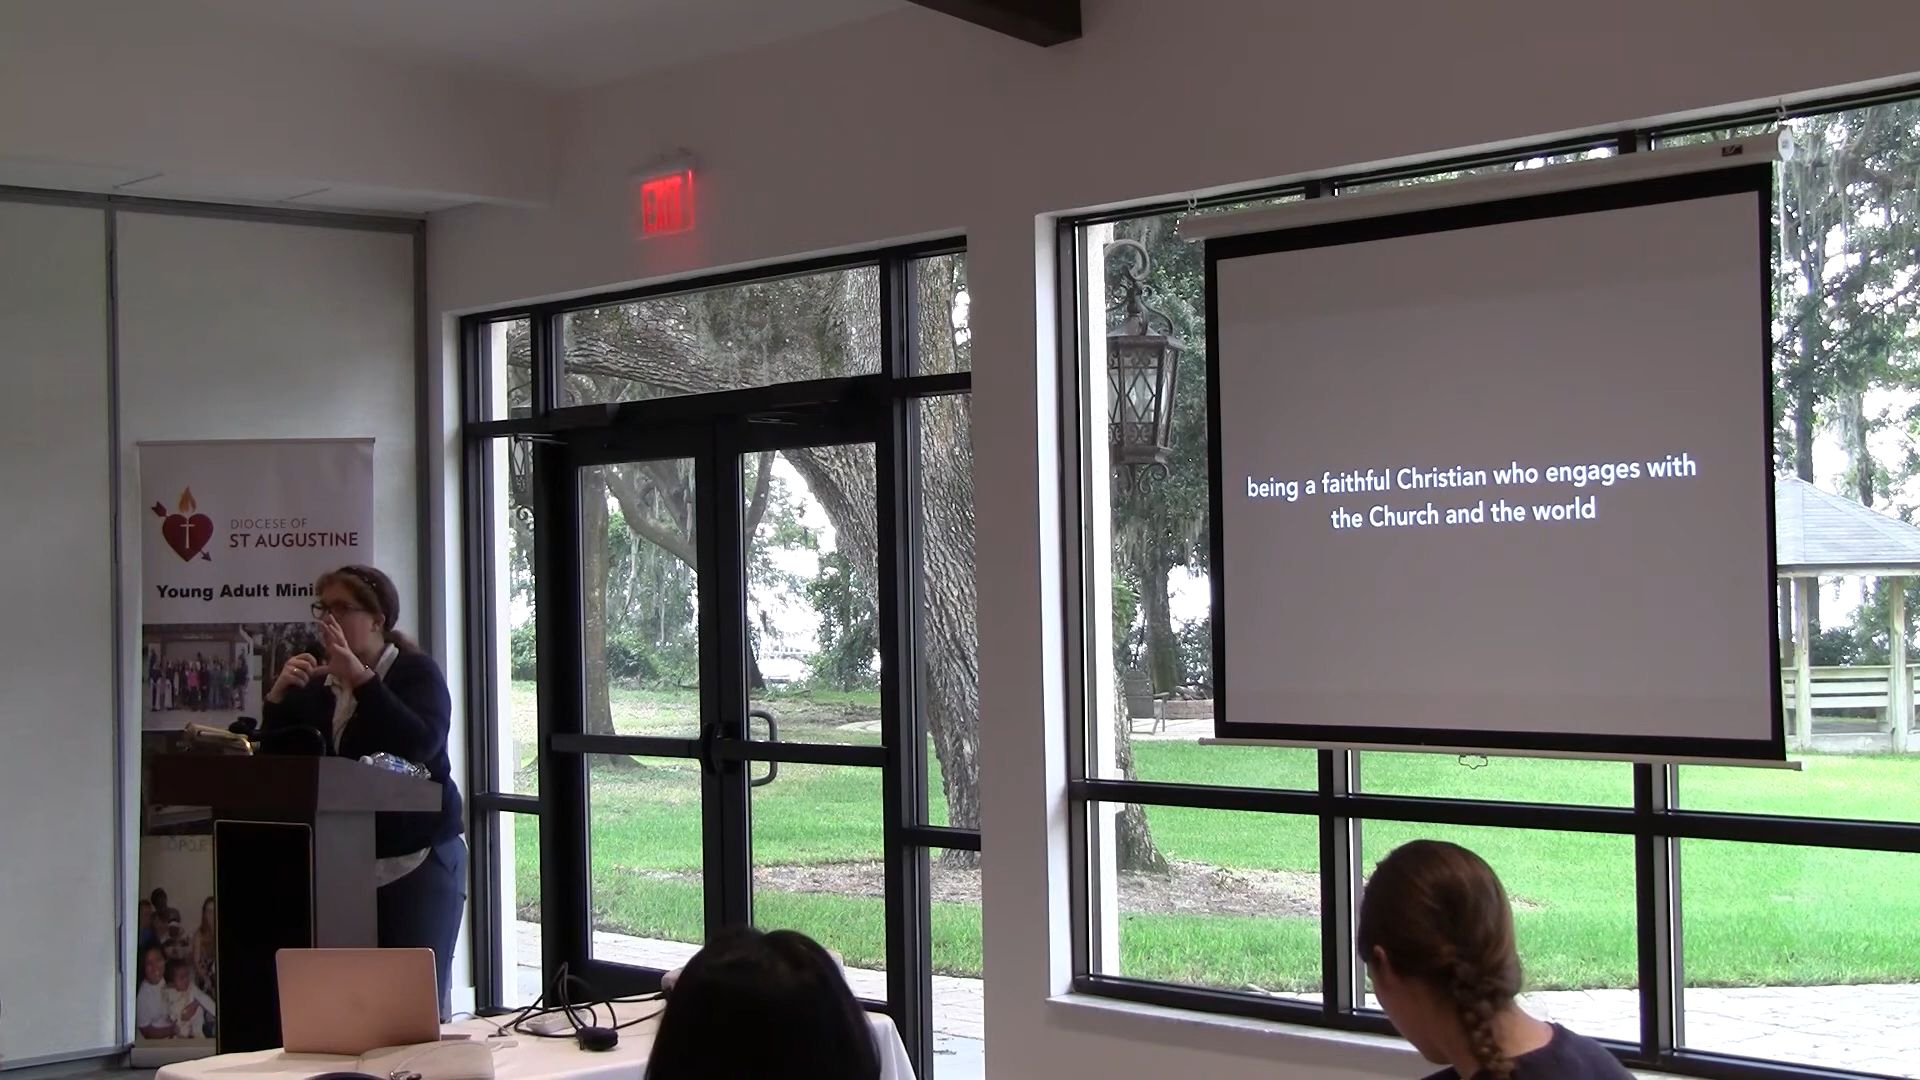 EXIT
DIOCESE OF
ST AUGUSTINE
Young Adult Mini
being a faithful Christian who engages with
the Church and the world